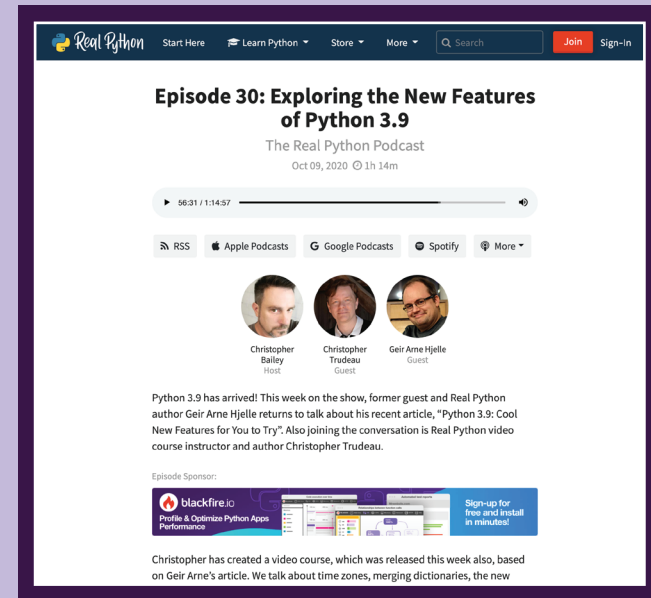 Real Python Start Here Learn Python Store More Search Join Sign-In
Episode 30: Exploring the New Features
of Python 3.9
The Real Python Podcast
Oct 09, 2020 1h 14m
56:31 / 1:14:57
RSS Apple Podcasts Google Podcasts Spotify More
Christopher
Bailey
Host
Christopher
Trudeau
Guest
Geir Arne Hjelle
Guest
Python 3.9 has arrived! This week on the show, former guest and Real Python
author Geir Arne Hjelle returns to talk about his recent article, “Python 3.9: Cool
New Features for You to Try”. Also joining the conversation is Real Python video
course instructor and author Christopher Trudeau.
Episode Sponsor:
blackfire.io
Profile & Optimize Python Apps
Performance
Sign-up for
free and install
in minutes!
Christopher has created a video course, which was released this week also, based
on Geir Arne’s article. We talk about time zones, merging dictionaries, the new